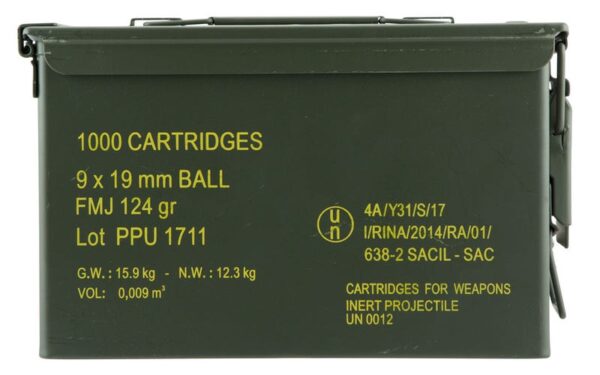 1000 CARTRIDGES
9 x 19 mm BALL
FMJ 124 gr
Lot PPU 1711
G.W. : 15.9 kg - N.W. : 12.3 kg
VOL: 0,009 m³
un
4A/Y31/S/17
I/RINA/2014/RA/01/
638-2 SACIL - SAC
CARTRIDGES FOR WEAPONS
INERT PROJECTILE
UN 0012